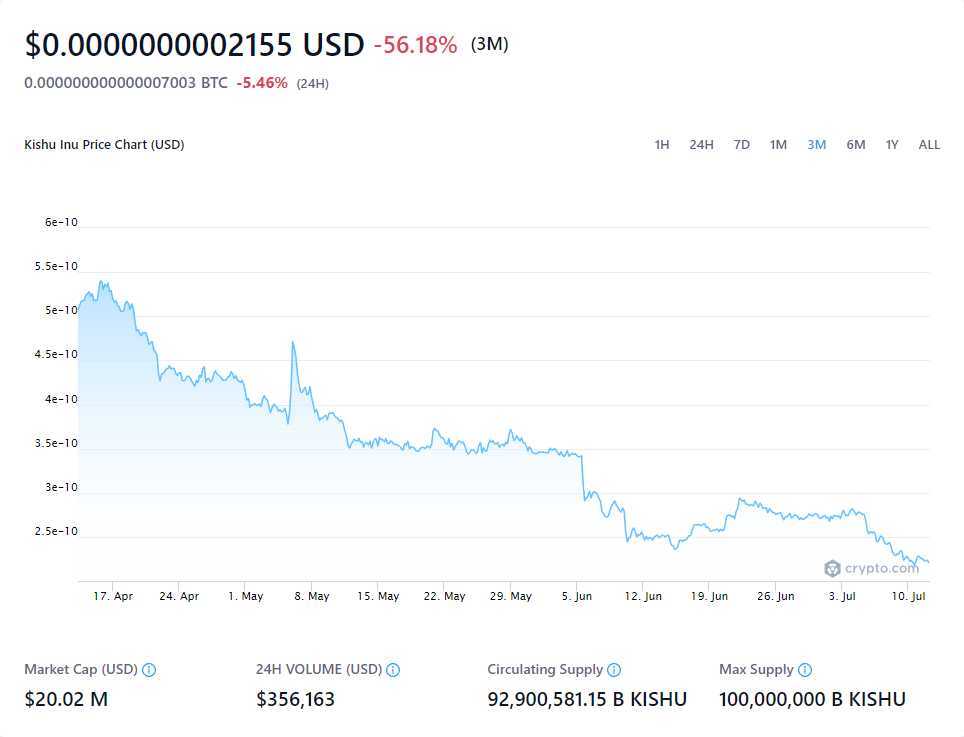 $0.0000000002155 USD -56.18% (3M)
0.000000000000007003 BTC -5.46% (24H)
Kishu Inu Price Chart (USD) 1H 24H 7D 1M 3M 6M 1Y ALL
6e-10
5.5e-10
5e-10
4.5e-10
4e-10
3.5e-10
3e-10
2.5e-10
crypto.com
17. Apr 24. Apr 1. May 8. May 15. May 22. May 29. May 5. Jun 12. Jun 19. Jun 26. Jun 3. Jul 10. Jul
Market Cap (USD) 24H VOLUME (USD) Circulating Supply Max Supply
$20.02 M $356,163 92,900,581.15 B KISHU 100,000,000 B KISHU